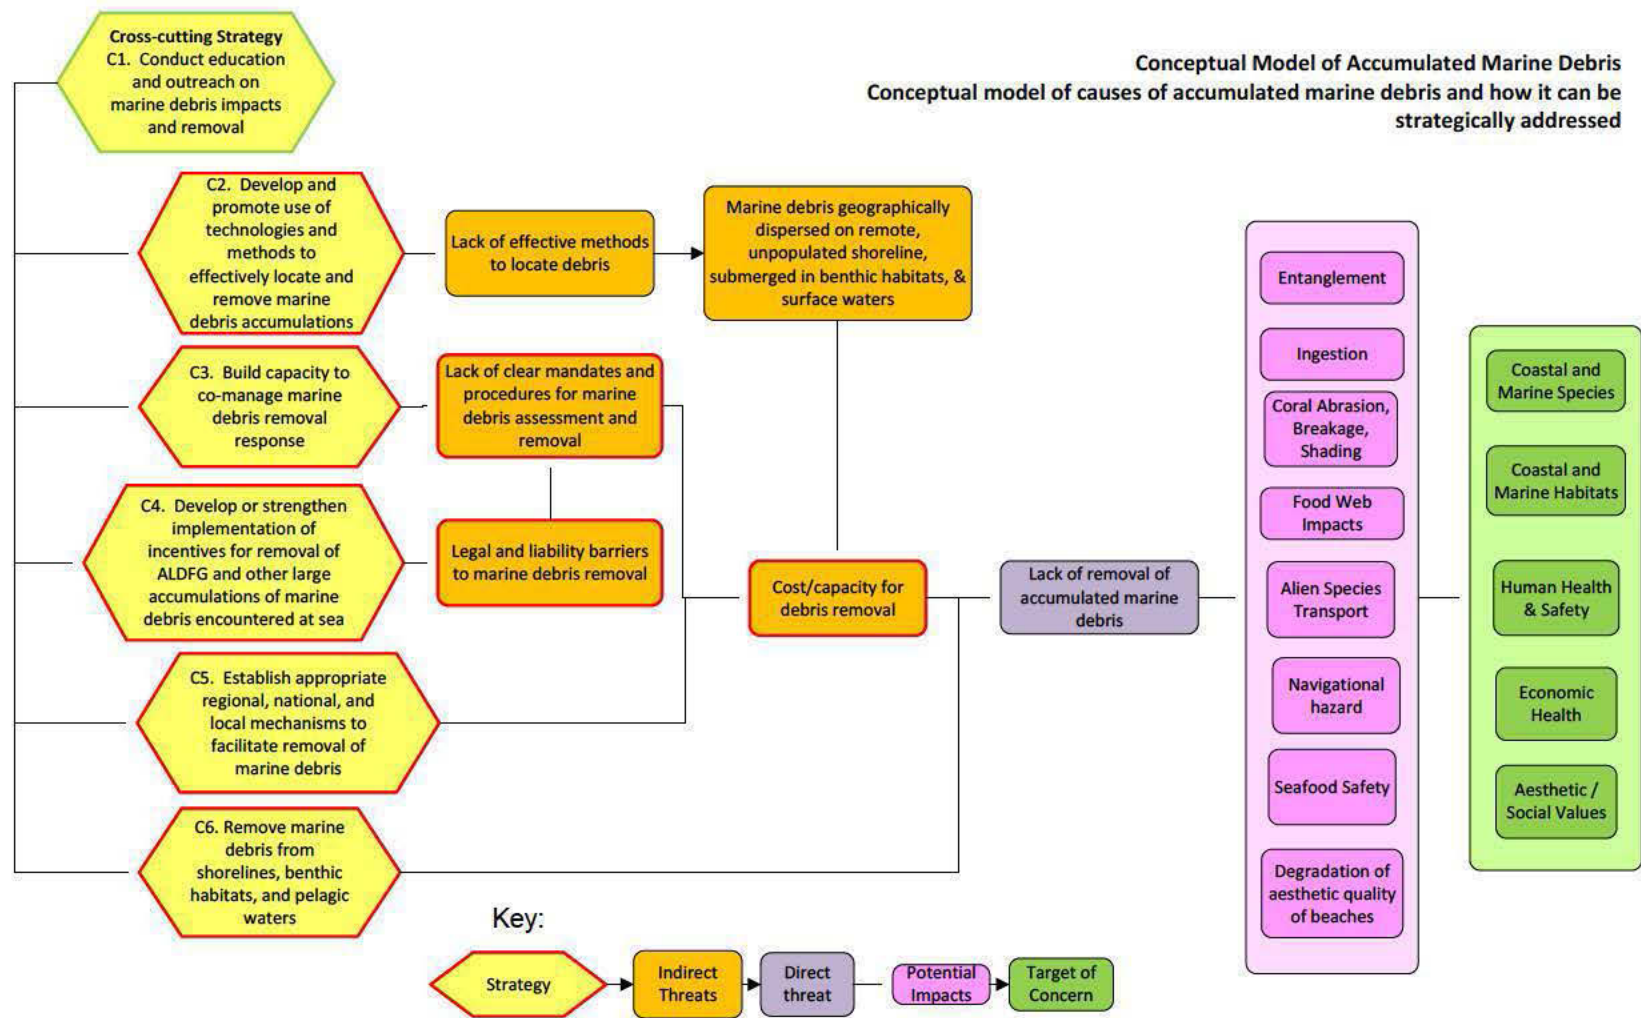 Cross-cutting Strategy
C1. Conduct education
and outreach on
marine debris impacts
and removal
Conceptual Model of Accumulated Marine Debris
Conceptual model of causes of accumulated marine debris and how it can be
strategically addressed
C2. Develop and
promote use of
technologies and
methods to
effectively locate and
remove marine
debris accumulations
Lack of effective methods
to locate debris
Marine debris geographically
dispersed on remote,
unpopulated shoreline,
submerged in benthic habitats, &
surface waters
C3. Build capacity to
co-manage marine
debris removal
response
Lack of clear mandates and
procedures for marine
debris assessment and
removal
C4. Develop or strengthen
implementation of
incentives for removal of
ALDFG and other large
accumulations of marine
debris encountered at sea
Legal and liability barriers
to marine debris removal
Cost/capacity for
debris removal
Lack of removal of
accumulated marine
debris
C5. Establish appropriate
regional, national, and
local mechanisms to
facilitate removal of
marine debris
C6. Remove marine
debris from
shorelines, benthic
habitats, and pelagic
waters
Entanglement
Ingestion
Coral Abrasion,
Breakage,
Shading
Food Web
Impacts
Alien Species
Transport
Navigational
hazard
Seafood Safety
Degradation of
aesthetic quality
of beaches
Coastal and
Marine Species
Coastal and
Marine Habitats
Human Health
& Safety
Economic
Health
Aesthetic /
Social Values
Key:
Strategy
Indirect
Threats
Direct
threat
Potential
Impacts
Target of
Concern